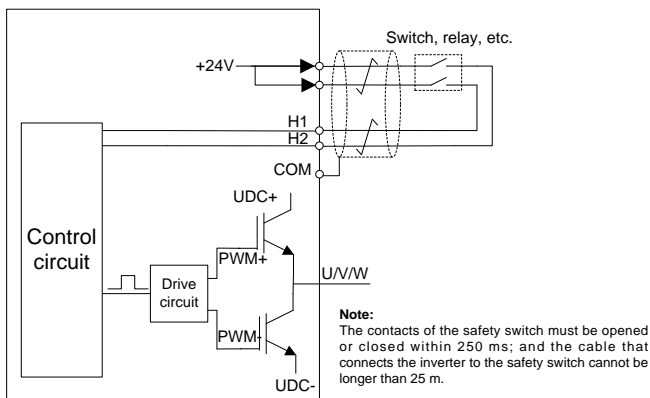 Switch, relay, etc.
+24V
H1
H2
COM
UDC+
Control
circuit
PWM+
U/V/W
Drive
circuit
PWM-
UDC-
Note:
The contacts of the safety switch must be opened
or closed within 250 ms; and the cable that
connects the inverter to the safety switch cannot be
longer than 25 m.